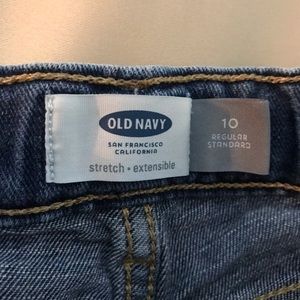 OLD NAVY
SAN FRANCISCO
CALIFORNIA
stretch • extensible
10
REGULAR
STANDARD